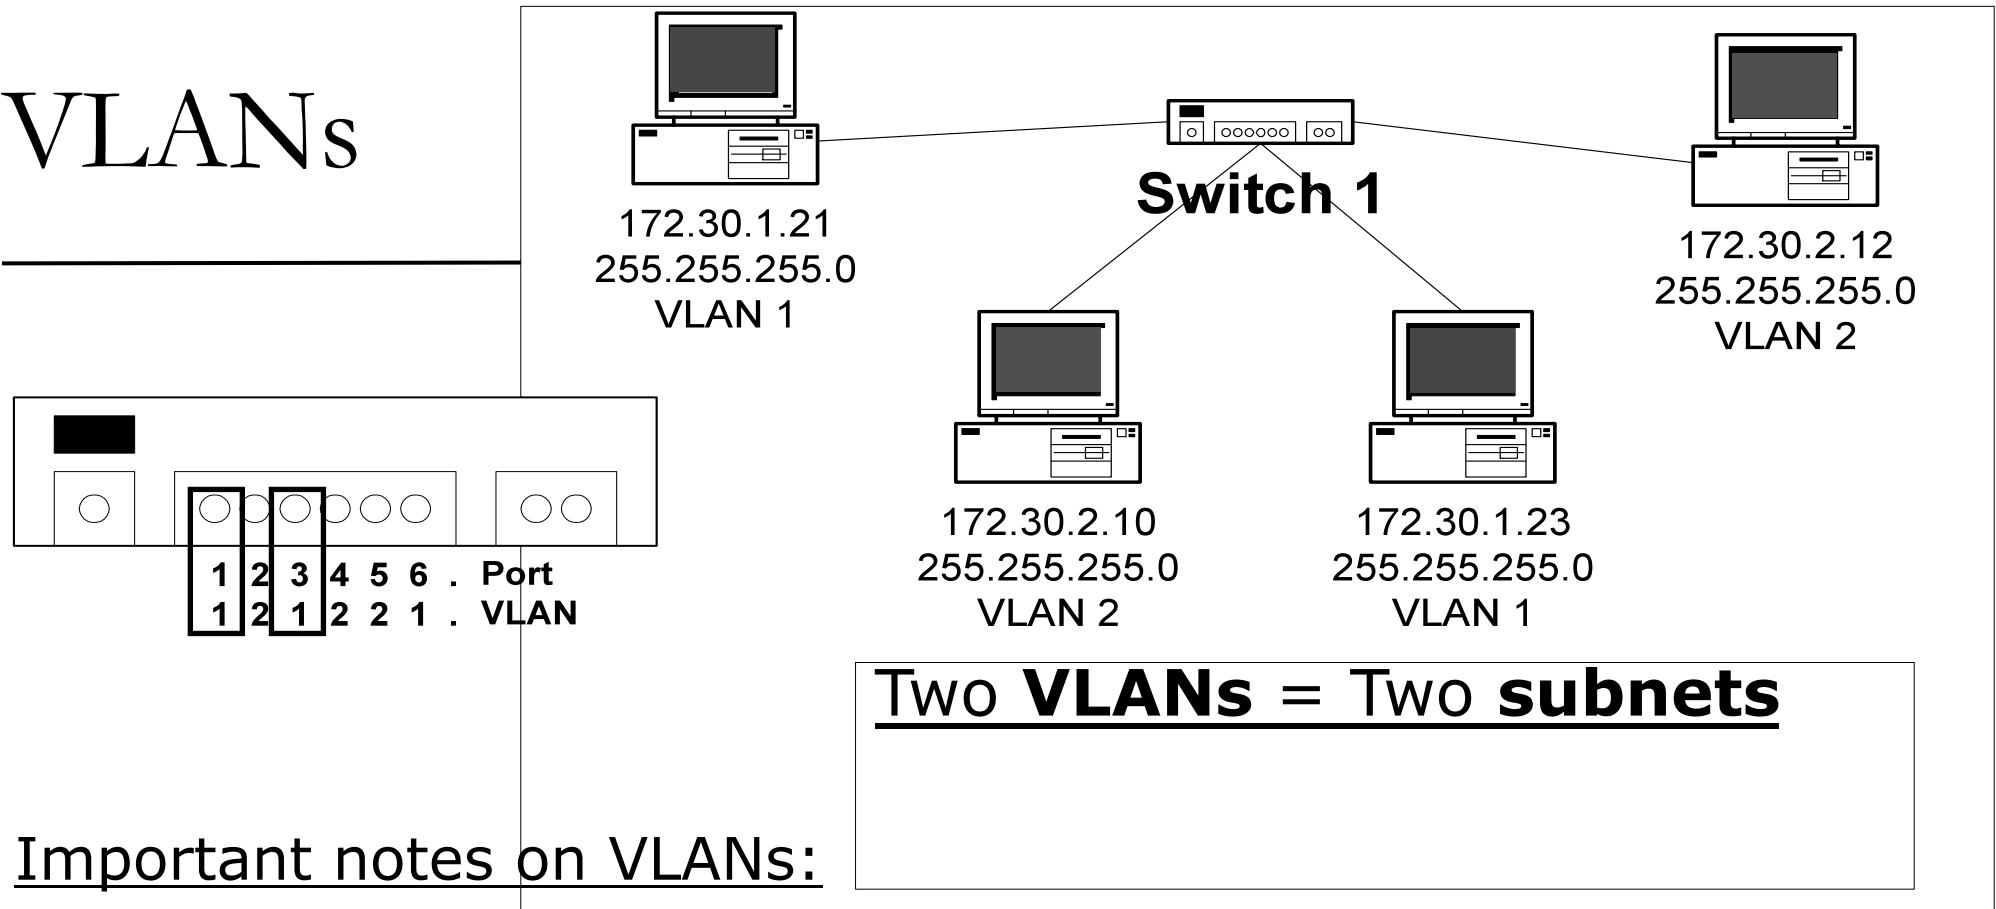 VLANs
172.30.1.21
255.255.255.0
VLAN 1
Switch 1
172.30.2.12
255.255.255.0
VLAN 2
172.30.2.10
255.255.255.0
VLAN 2
172.30.1.23
255.255.255.0
VLAN 1
1 2 3 4 5 6 . Port
1 2 1 2 2 1 . VLAN
Two VLANs = Two subnets
Important notes on VLANs: